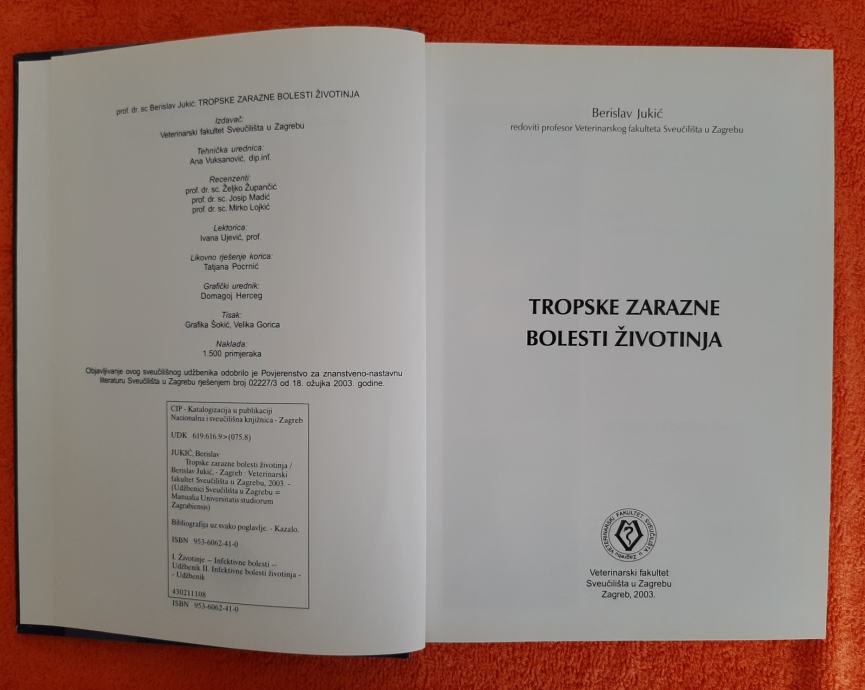 prof. dr. sc Berislav Jukić: TROPSKE ZARAZNE BOLESTI ŽIVOTINJA
Izdavač:
Veterinarski fakultet Sveučilišta u Zagrebu
Tehnička urednica:
Ana Vuksanović, dip.inf.
Recenzenti:
prof. dr. sc. Željko Župančić
prof. dr. sc. Josip Madić
prof. dr. sc. Mirko Lojkić
Lektorica:
Ivana Ujević, prof.
Likovno rješenje korica:
Tatjana Pocrnić
Grafički urednik:
Domagoj Herceg
Tisak:
Grafika Šokić, Velika Gorica
Naklada:
1.500 primjeraka
Objavljivanje ovog sveučilišnog udžbenika odobrilo je Povjerenstvo za znanstveno-nastavnu
literaturu Sveučilišta u Zagrebu rješenjem broj 02227/3 od 18. ožujka 2003. godine.
CIP - Katalogizacija u publikaciji
Nacionalna i sveučilišna knjižnica - Zagreb
UDK 619:616.9>(075.8)
JUKIĆ, Berislav
Tropske zarazne bolesti životinja /
Berislav Jukić. - Zagreb : Veterinarski
fakultet Sveučilišta u Zagrebu, 2003. -
(Udžbenici Sveučilišta u Zagrebu =
Manualia Universitatis studiorum
Zagrabiensis)
Bibliografija uz svako poglavlje. - Kazalo.
ISBN 953-6062-41-0
I. Životinje -- Infektivne bolesti --
Udžbenik II. Infektivne bolesti životinja -
- Udžbenik
430211108
ISBN 953-6062-41-0
Berislav Jukić
redoviti profesor Veterinarskog fakulteta Sveučilišta u Zagrebu
TROPSKE ZARAZNE
BOLESTI ŽIVOTINJA
VETERINARSKI FAKULTET SVEUČILIŠTA u Zagrebu
Veterinarski fakultet
Sveučilišta u Zagrebu
Zagreb, 2003.